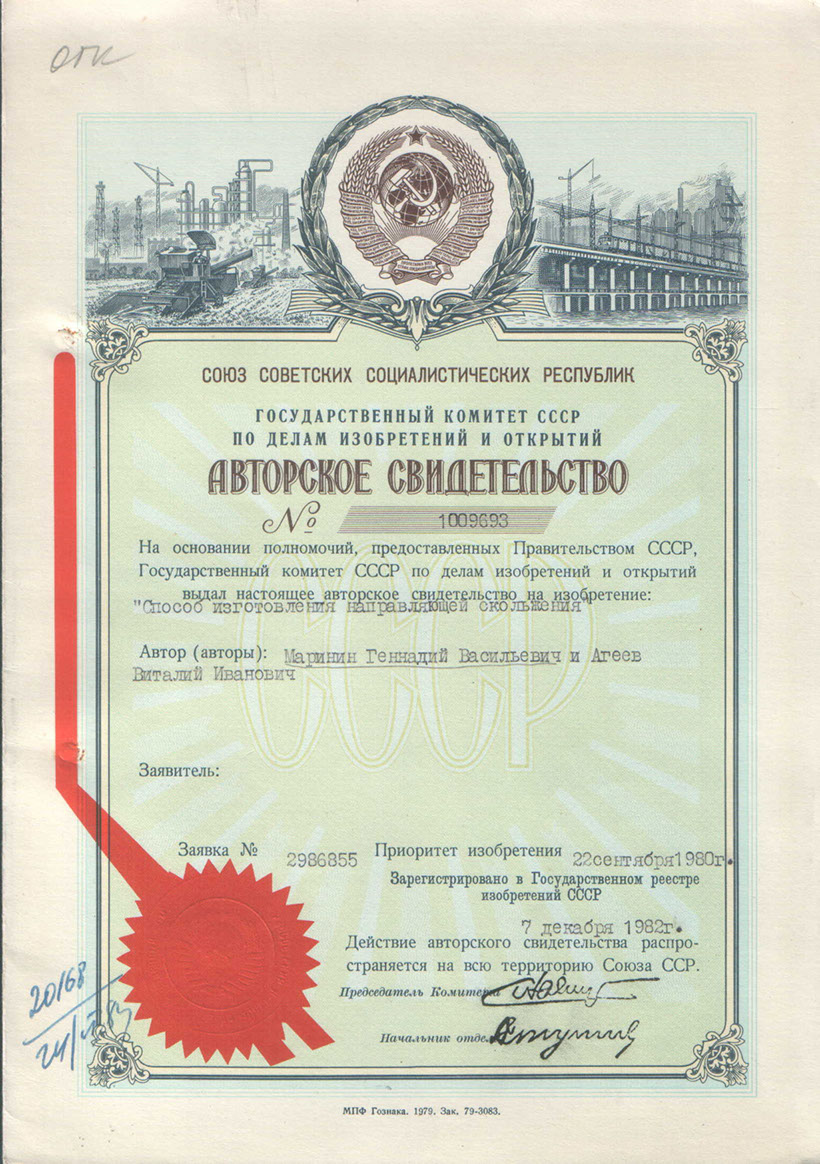 ОГК
СОЮЗ СОВЕТСКИХ СОЦИАЛИСТИЧЕСКИХ РЕСПУБЛИК
ГОСУДАРСТВЕННЫЙ КОМИТЕТ СССР
ПО ДЕЛАМ ИЗОБРЕТЕНИЙ И ОТКРЫТИЙ
АВТОРСКОЕ СВИДЕТЕЛЬСТВО
№ 1009693
На основании полномочий, предоставленных Правительством СССР,
Государственный комитет СССР по делам изобретений и открытий
выдал настоящее авторское свидетельство на изобретение:
"Способ изготовления направляющей скольжения"
СССР
Автор (авторы): Маринин Геннадий Васильевич и Агеев
Виталий Иванович
Заявитель:
Заявка № 2986855 Приоритет изобретения 22сентября1980г.
Зарегистрировано в Государственном реестре
изобретений СССР
7 декабря 1982г.
Действие авторского свидетельства распро-
страняется на всю территорию Союза ССР.
Председатель Комитета
Начальник отдела
20168
МПФ Гознака. 1979. Зак. 79-3083.